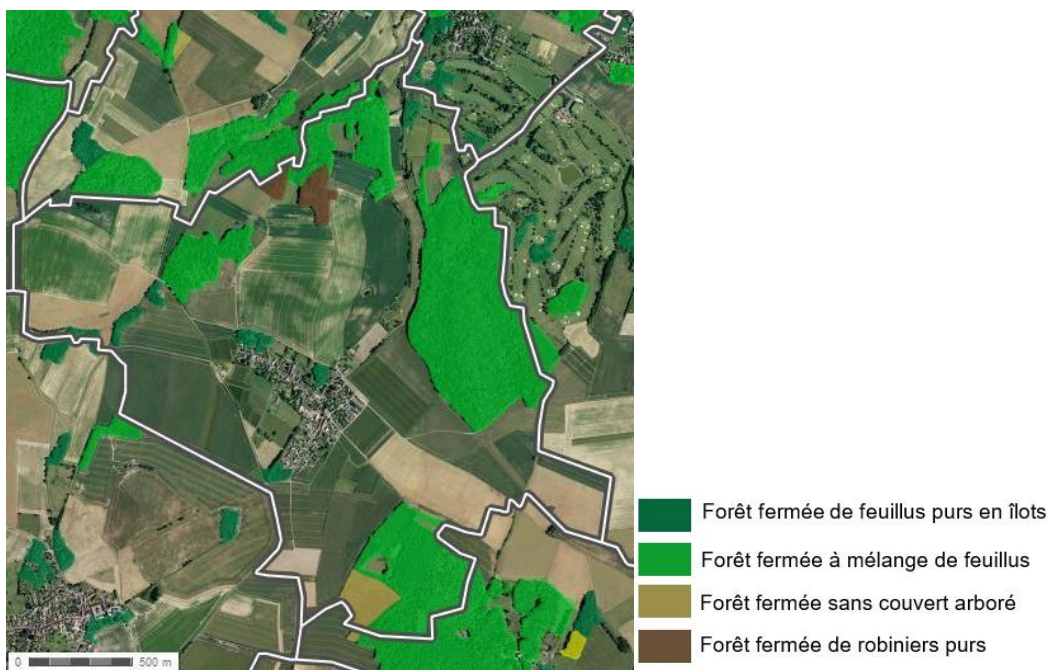 Forêt fermée de feuillus purs en îlots
Forêt fermée à mélange de feuillus
Forêt fermée sans couvert arboré
Forêt fermée de robiniers purs
0 500 m